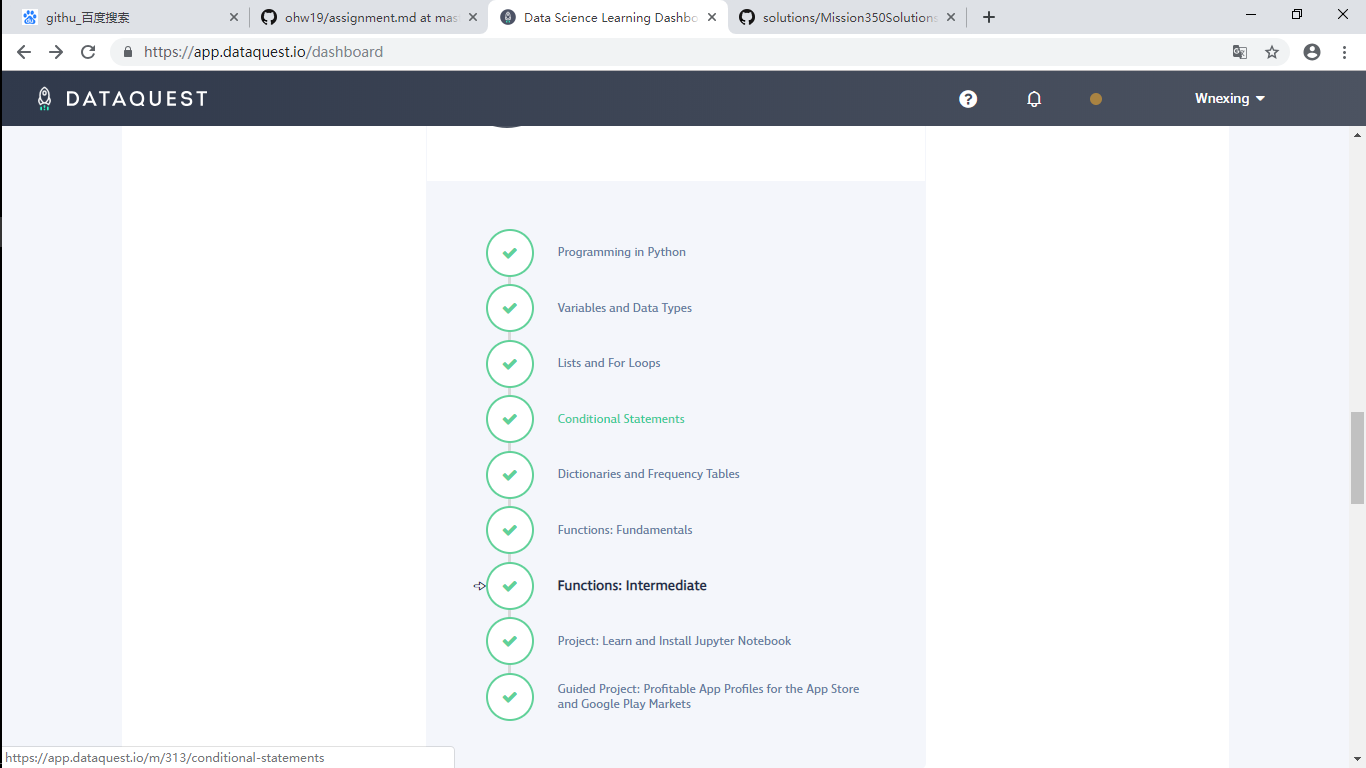 githu_百度搜索
ohw19/assignment.md at mas
Data Science Learning Dashbo
solutions/Mission350Solutions
https://app.dataquest.io/dashboard
DATAQUEST
?
Wnexing
Programming in Python
Variables and Data Types
Lists and For Loops
Conditional Statements
Dictionaries and Frequency Tables
Functions: Fundamentals
Functions: Intermediate
Project: Learn and Install Jupyter Notebook
Guided Project: Profitable App Profiles for the App Store
and Google Play Markets
https://app.dataquest.io/m/313/conditional-statements